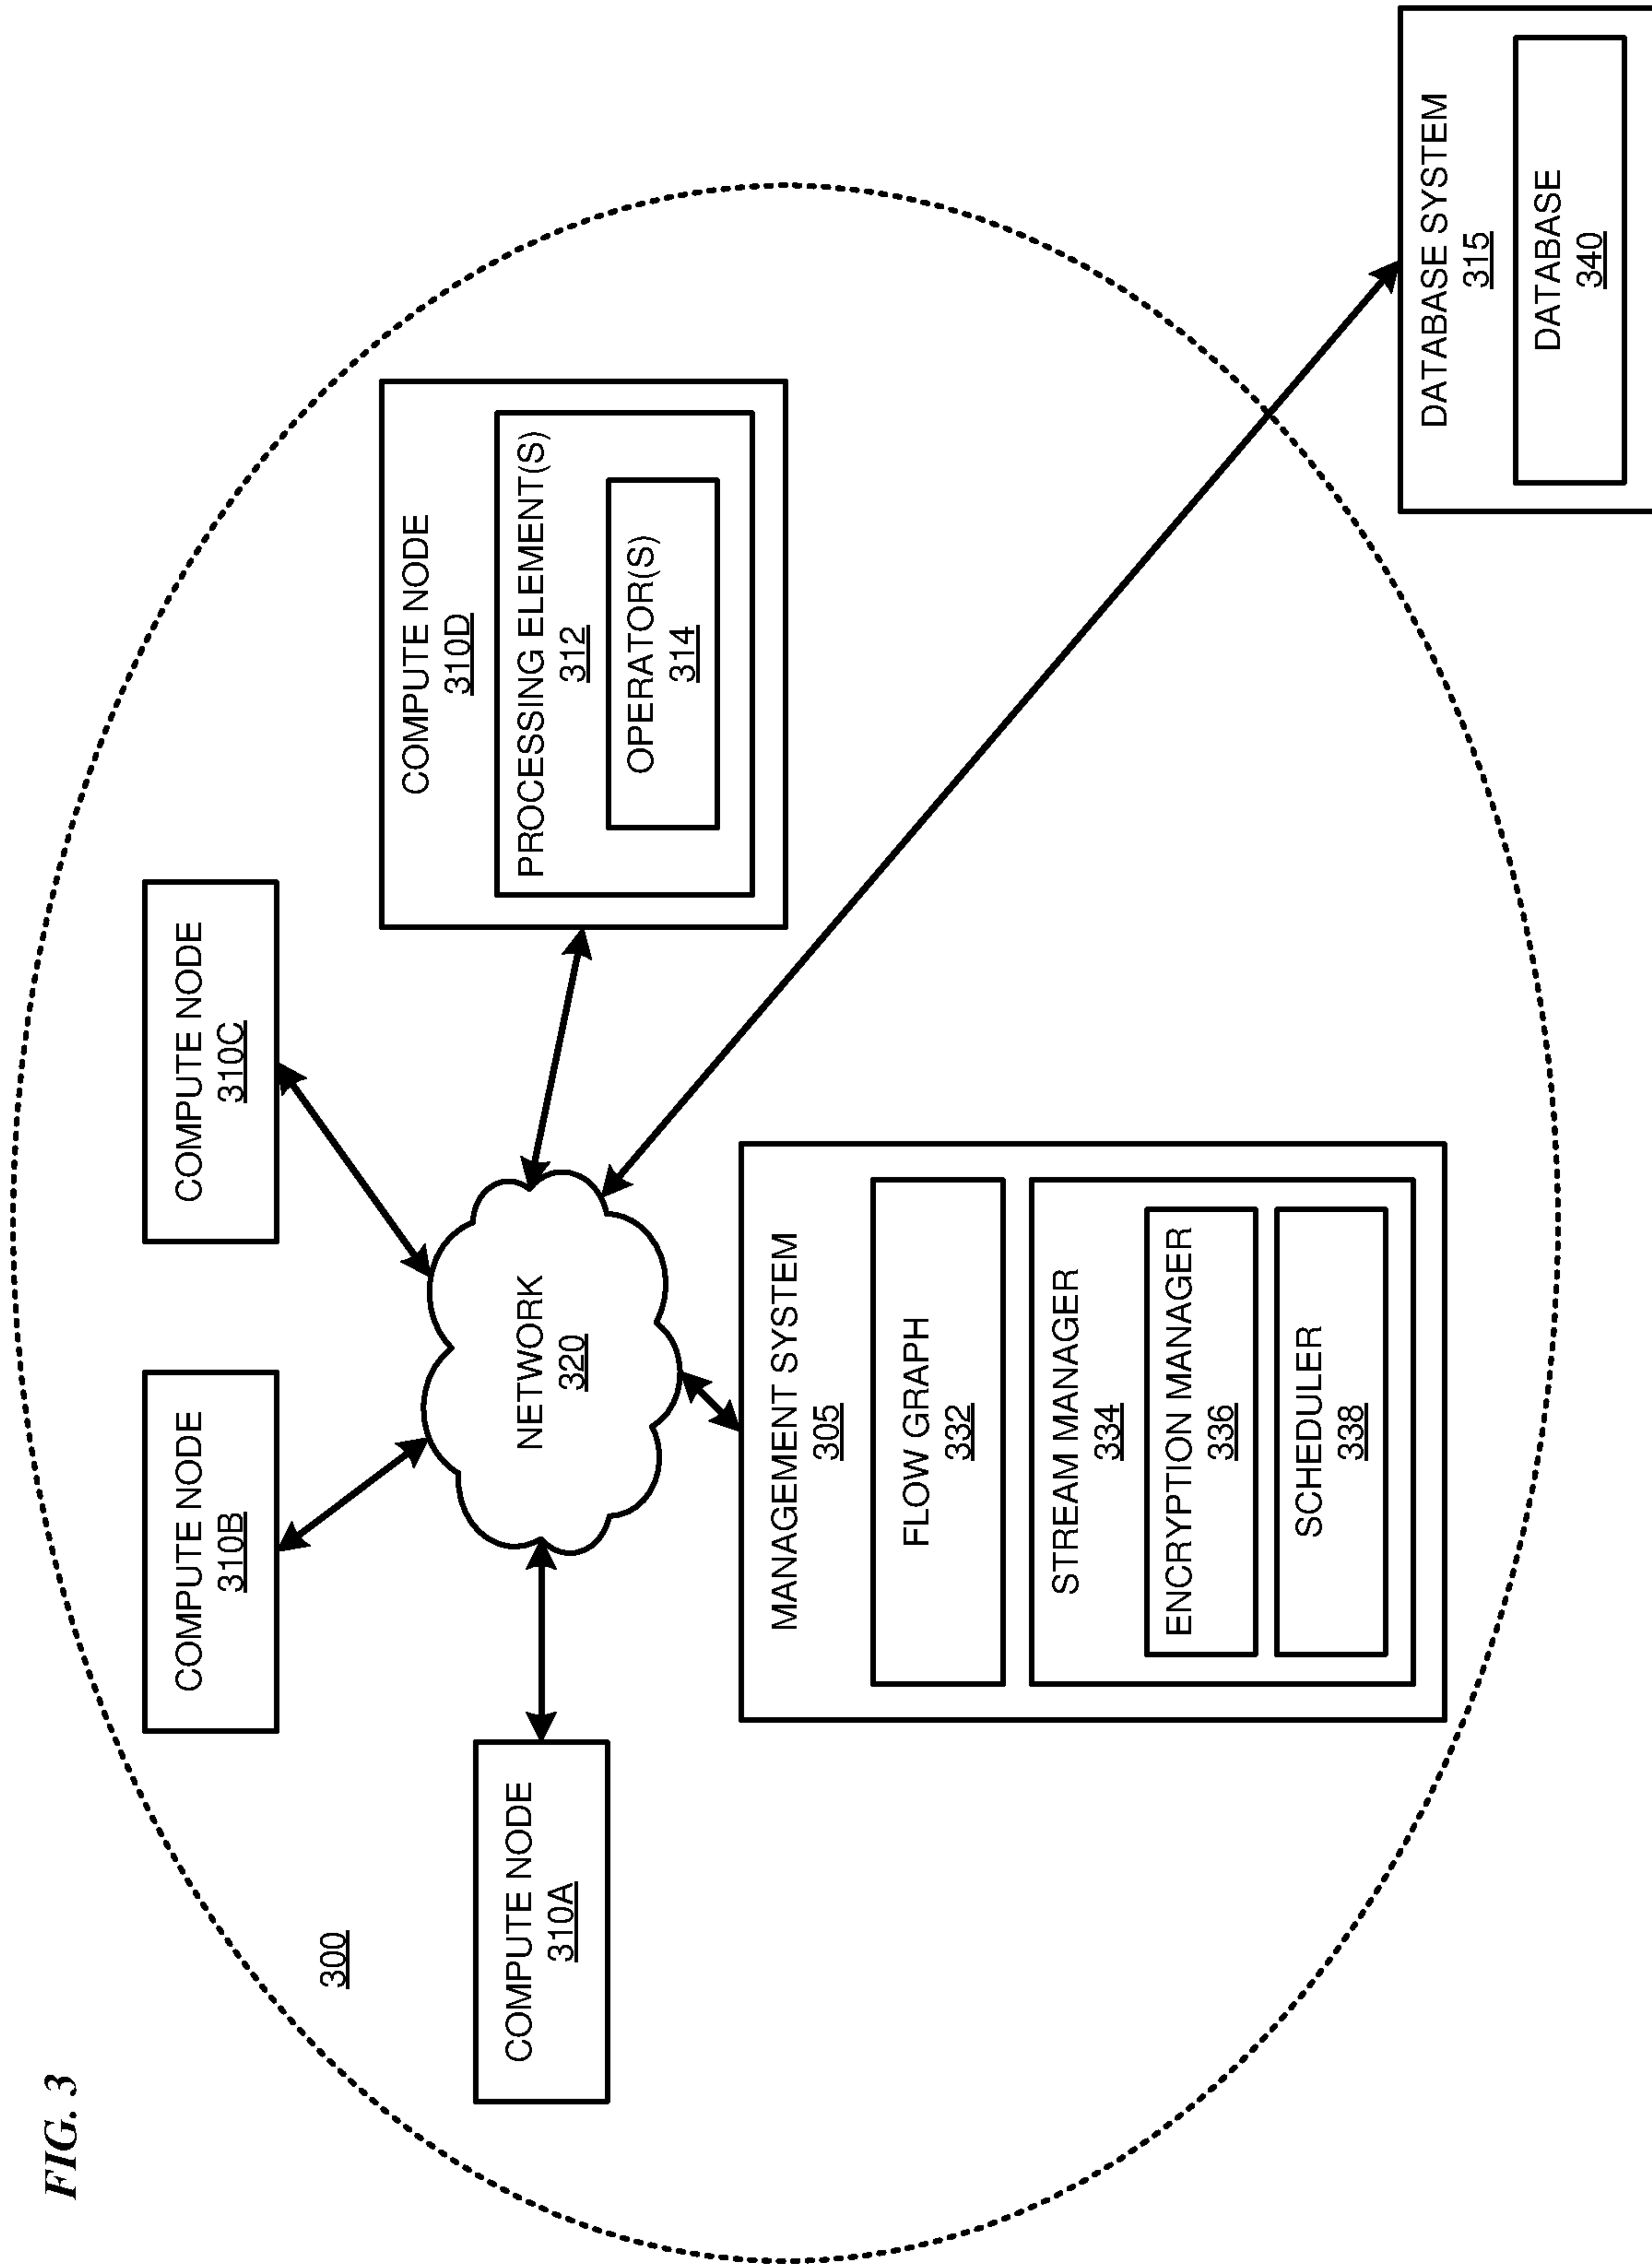 FIG. 3
300
COMPUTE NODE
310A
COMPUTE NODE
310B
COMPUTE NODE
310C
COMPUTE NODE
310D
PROCESSING ELEMENT(S)
312
OPERATOR(S)
314
NETWORK
320
MANAGEMENT SYSTEM
305
FLOW GRAPH
332
STREAM MANAGER
334
ENCRYPTION MANAGER
336
SCHEDULER
338
DATABASE SYSTEM
315
DATABASE
340